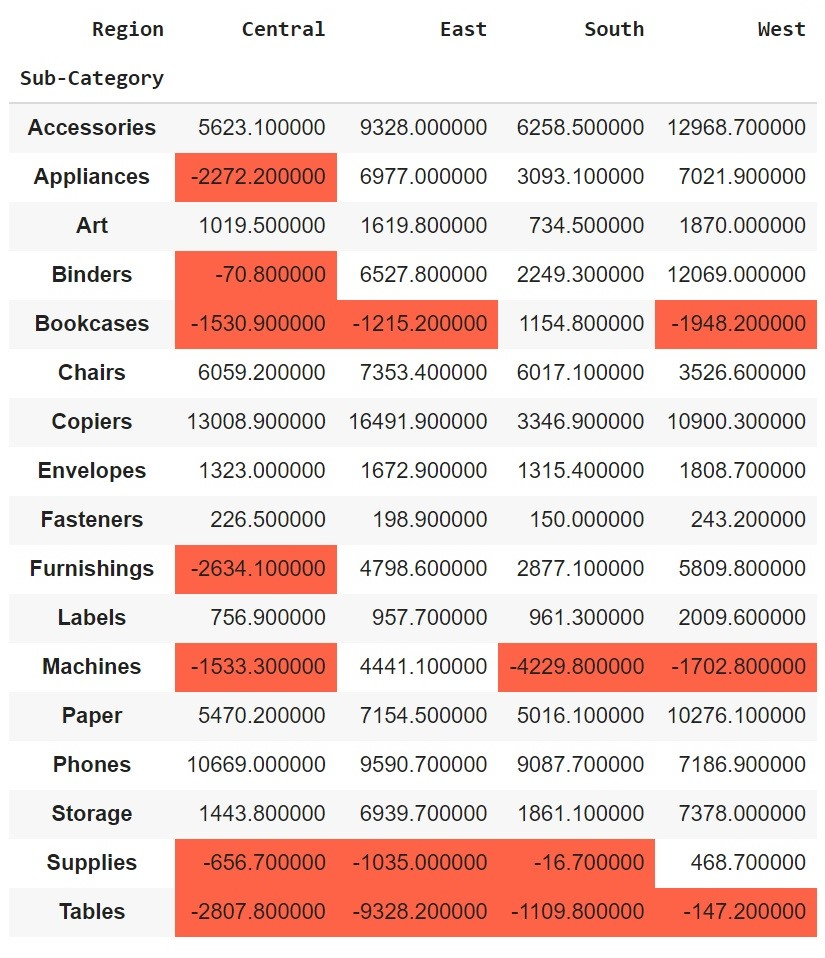 Region Central East South West
Sub-Category
Accessories 5623.100000 9328.000000 6258.500000 12968.700000
Appliances -2272.200000 6977.000000 3093.100000 7021.900000
Art 1019.500000 1619.800000 734.500000 1870.000000
Binders -70.800000 6527.800000 2249.300000 12069.000000
Bookcases -1530.900000 -1215.200000 1154.800000 -1948.200000
Chairs 6059.200000 7353.400000 6017.100000 3526.600000
Copiers 13008.900000 16491.900000 3346.900000 10900.300000
Envelopes 1323.000000 1672.900000 1315.400000 1808.700000
Fasteners 226.500000 198.900000 150.000000 243.200000
Furnishings -2634.100000 4798.600000 2877.100000 5809.800000
Labels 756.900000 957.700000 961.300000 2009.600000
Machines -1533.300000 4441.100000 -4229.800000 -1702.800000
Paper 5470.200000 7154.500000 5016.100000 10276.100000
Phones 10669.000000 9590.700000 9087.700000 7186.900000
Storage 1443.800000 6939.700000 1861.100000 7378.000000
Supplies -656.700000 -1035.000000 -16.700000 468.700000
Tables -2807.800000 -9328.200000 -1109.800000 -147.200000